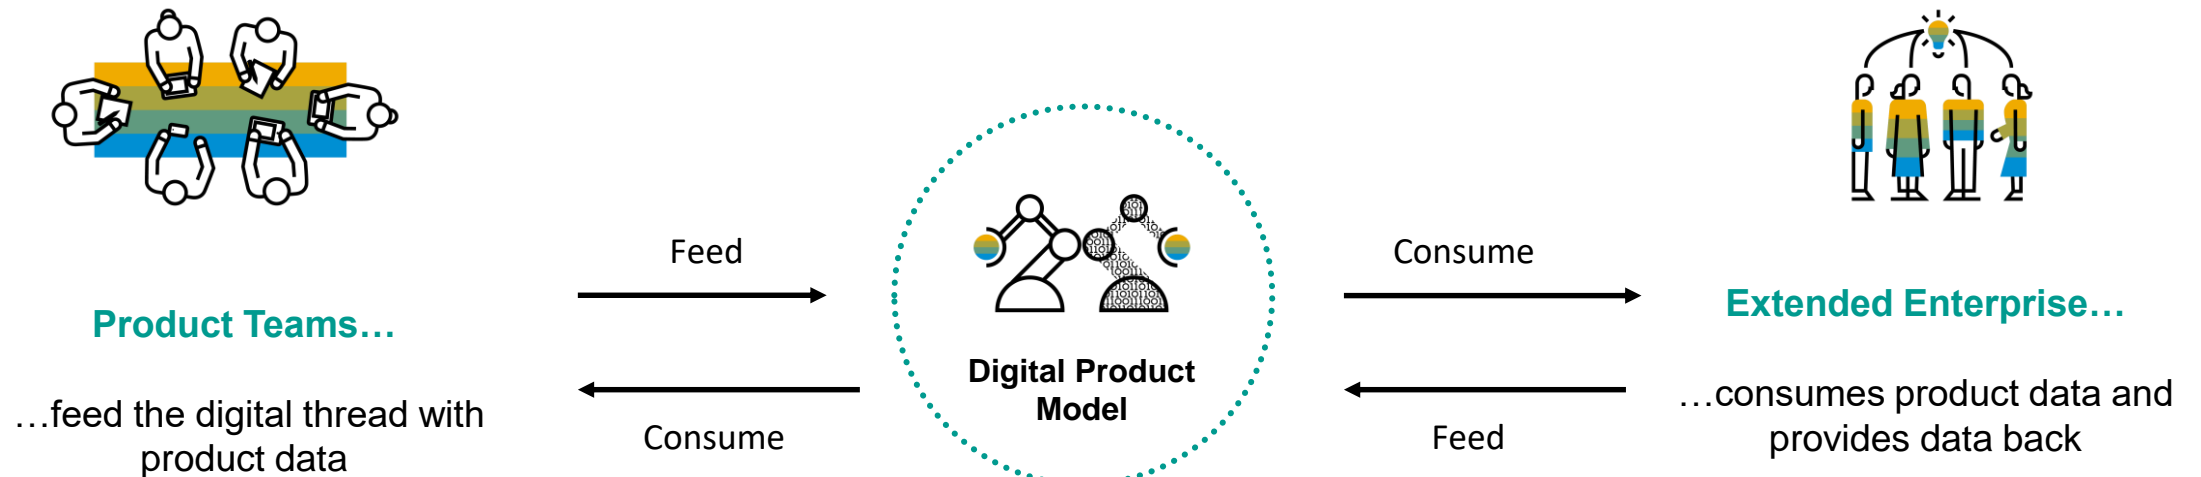 Product Teams…
…feed the digital thread with
product data
Feed
Consume
Digital Product
Model
Consume
Feed
Extended Enterprise…
…consumes product data and
provides data back